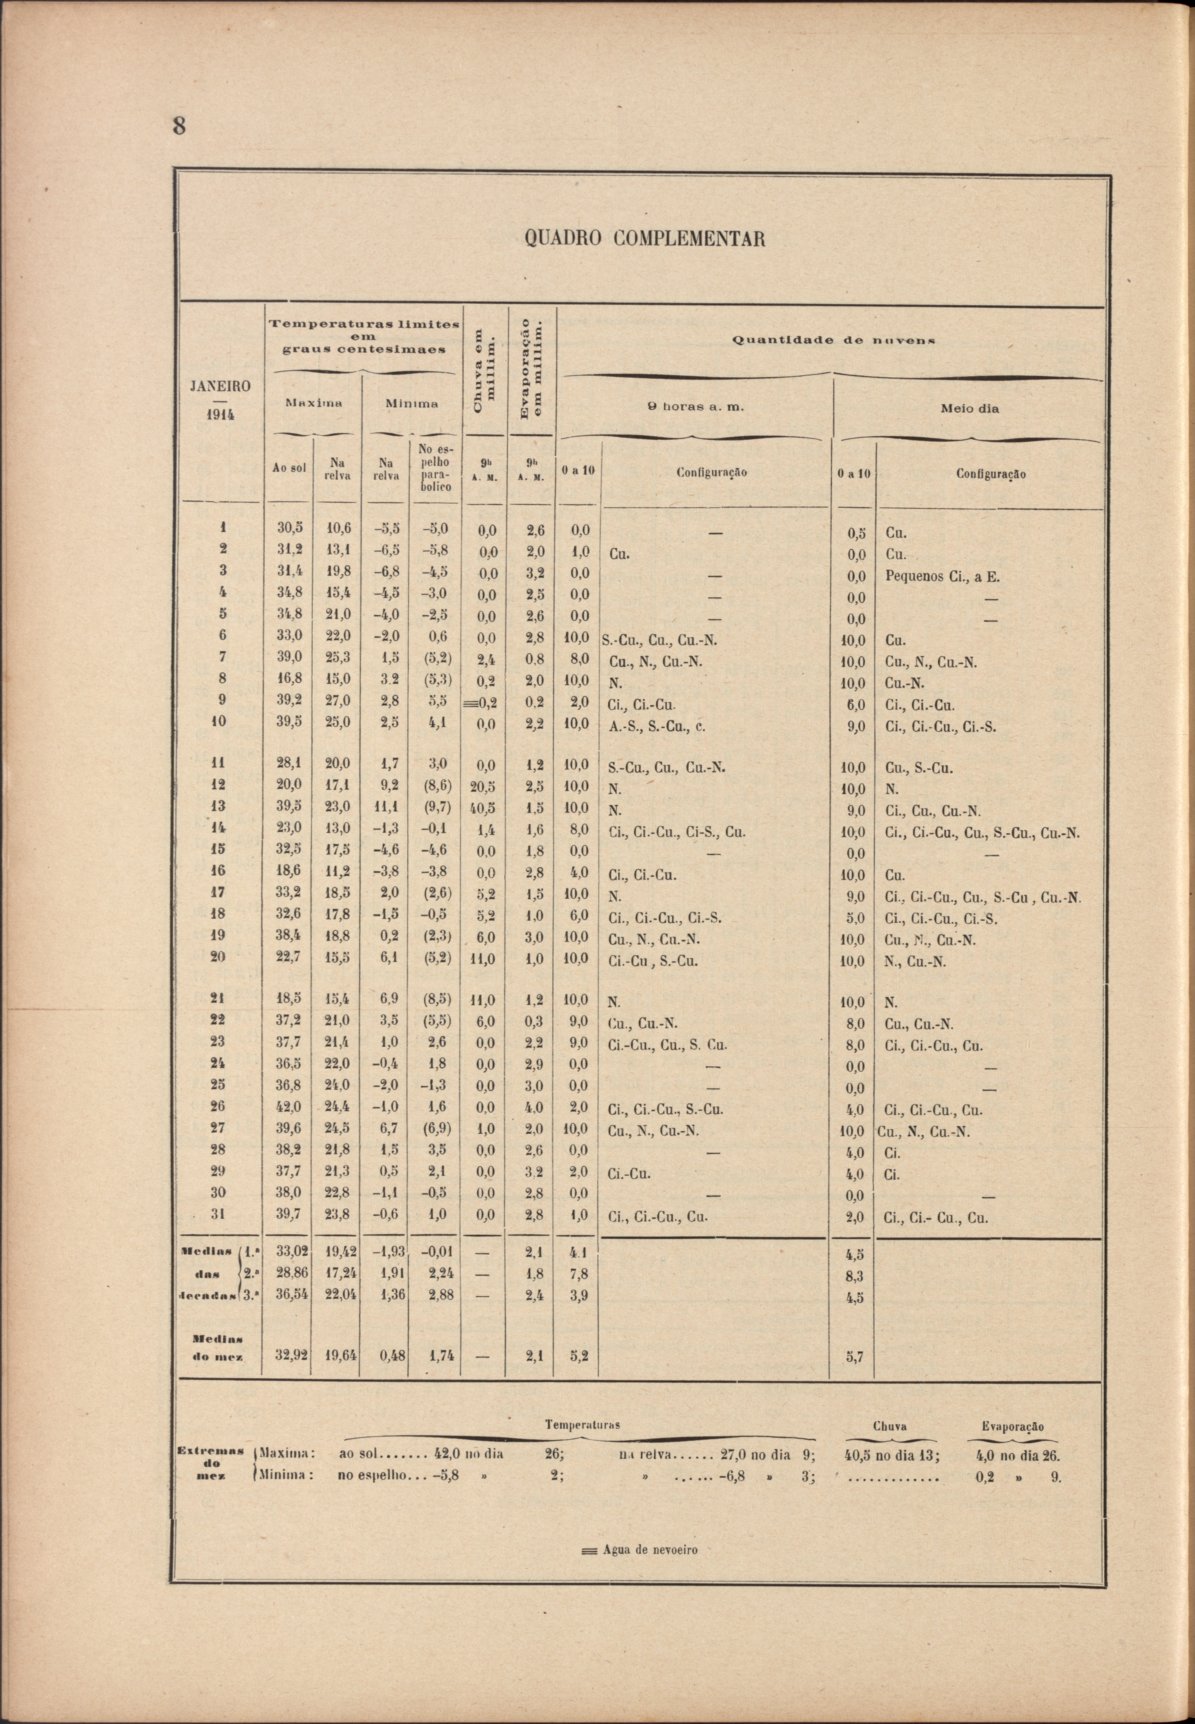 8
QUADRO COMPLEMENTAR
JANEIRO
—
1914
Temperaturas limites
em
graus centesimaes
Chuva em
millim.
Evaporação
em millim.
Quantidade de nuvens
Maxima
Minima
9 horas a. m.
Meio dia
Ao sol
Na relva
Na relva
No espelho parabolico
9h A. M.
9h A. M.
0 a 10
Configuração
0 a 10
Configuração
1 30,5 10,6 –5,5 –5,0 0,0 2,6 0,0 — 0,5 Cu.
2 31,2 13,1 –6,5 –5,8 0,0 2,0 1,0 Cu. 0,0 Cu.
3 31,4 19,8 –6,8 –4,5 0,0 3,2 0,0 — 0,0 Pequenos Ci., a E.
4 34,8 15,4 –4,5 –3,0 0,0 2,5 0,0 — 0,0 —
5 34,8 21,0 –4,0 –2,5 0,0 2,6 0,0 — 0,0 —
6 33,0 22,0 –2,0 0,6 0,0 2,8 10,0 S.-Cu., Cu., Cu.-N. 10,0 Cu.
7 39,0 25,3 1,5 (5,2) 2,4 0,8 8,0 Cu., N., Cu.-N. 10,0 Cu., N., Cu.-N.
8 16,8 15,0 3.2 (5,3) 0,2 2,0 10,0 N. 10,0 Cu.-N.
9 39,2 27,0 2,8 5,5 ≡0,2 0.2 2,0 Ci., Ci.-Cu. 6,0 Ci., Ci.-Cu.
10 39,5 25,0 2,5 4,1 0,0 2,2 10,0 A.-S., S.-Cu., c. 9,0 Ci., Ci.-Cu., Ci.-S.
11 28,1 20,0 1,7 3,0 0,0 1,2 10,0 S.-Cu., Cu., Cu.-N. 10,0 Cu., S.-Cu.
12 20,0 17,1 9,2 (8,6) 20,5 2,5 10,0 N. 10,0 N.
13 39,5 23,0 11,1 (9,7) 40,5 1,5 10,0 N. 9,0 Ci., Cu., Cu.-N.
14 23,0 13,0 –1,3 –0,1 1,4 1,6 8,0 Ci., Ci.-Cu., Ci-S., Cu. 10,0 Ci., Ci.-Cu., Cu., S.-Cu., Cu.-N.
15 32,5 17,5 –4,6 –4,6 0,0 1,8 0,0 — 0,0 —
16 18,6 11,2 –3,8 –3,8 0,0 2,8 4,0 Ci., Ci.-Cu. 10,0 Cu.
17 33,2 18,5 2,0 (2,6) 5,2 1,5 10,0 N. 9,0 Ci., Ci.-Cu., Cu., S.-Cu , Cu.-N.
18 32,6 17,8 –1,5 –0,5 5,2 1,0 6,0 Ci., Ci.-Cu., Ci.-S. 5,0 Ci., Ci.-Cu., Ci.-S.
19 38,4 18,8 0,2 (2,3) 6,0 3,0 10,0 Cu., N., Cu.-N. 10,0 Cu., N., Cu.-N.
20 22,7 15,5 6,1 (5,2) 11,0 1,0 10,0 Ci.-Cu , S.-Cu. 10,0 N., Cu.-N.
21 18,5 15,4 6,9 (8,5) 11,0 1,2 10,0 N. 10,0 N.
22 37,2 21,0 3,5 (5,5) 6,0 0,3 9,0 Cu., Cu.-N. 8,0 Cu., Cu.-N.
23 37,7 21,4 1,0 2,6 0,0 2,2 9,0 Ci.-Cu., Cu., S. Cu. 8,0 Ci., Ci.-Cu., Cu.
24 36,5 22,0 –0,4 1,8 0,0 2,9 0,0 — 0,0 —
25 36,8 24,0 –2,0 –1,3 0,0 3,0 0,0 — 0,0 —
26 42,0 24,4 –1,0 1,6 0,0 4,0 2,0 Ci., Ci.-Cu., S.-Cu. 4,0 Ci., Ci.-Cu., Cu.
27 39,6 24,5 6,7 (6,9) 1,0 2,0 10,0 Cu., N., Cu.-N. 10,0 Cu., N., Cu.-N.
28 38,2 21,8 1,5 3,5 0,0 2,6 0,0 — 4,0 Ci.
29 37,7 21,3 0,5 2,1 0,0 3,2 2,0 Ci.-Cu. 4,0 Ci.
30 38,0 22,8 –1,1 –0,5 0,0 2,8 0,0 — 0,0 —
31 39,7 23,8 –0,6 1,0 0,0 2,8 1,0 Ci., Ci.-Cu., Cu. 2,0 Ci., Ci.- Cu., Cu.
Medias 1.ª 33,02 19,42 –1,93 –0,01 — 2,1 4.1 4,5
das 2.ª 28,86 17,24 1,91 2,24 — 1,8 7,8 8,3
decadas 3.ª 36,54 22,04 1,36 2,88 — 2,4 3,9 4,5
Medias
do mez 32,92 19,64 0,48 1,74 — 2,1 5,2 5,7
Temperaturas Chuva Evaporação
Extremas
do
mez
Maxima: ao sol....... 42,0 no dia 26; na relva...... 27,0 no dia 9; 40,5 no dia 13; 4,0 no dia 26.
Minima: no espelho... –5,8 » 2; » ...... –6,8 » 3; ............. 0,2 » 9.
≡ Agua de nevoeiro